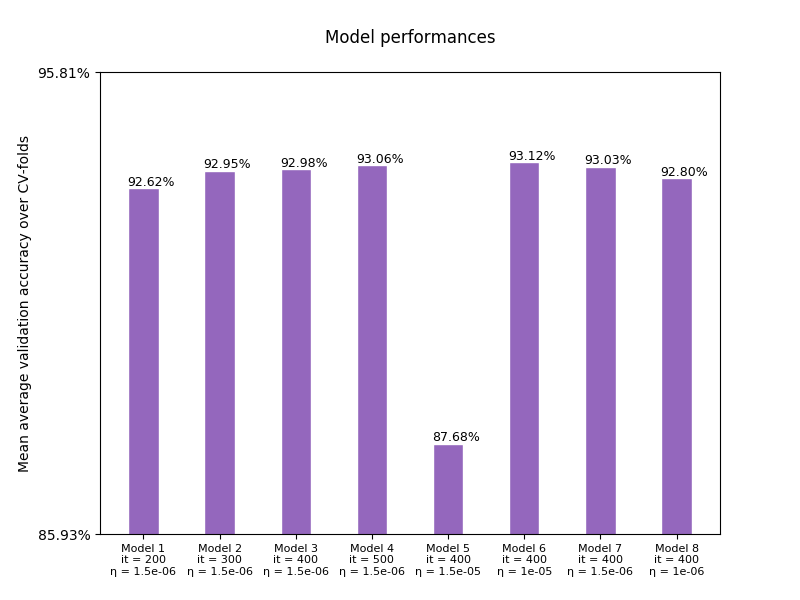 Model performances
95.81%
85.93%
Mean average validation accuracy over CV-folds
92.62%
92.95%
92.98%
93.06%
87.68%
93.12%
93.03%
92.80%
Model 1
it = 200
η = 1.5e-06
Model 2
it = 300
η = 1.5e-06
Model 3
it = 400
η = 1.5e-06
Model 4
it = 500
η = 1.5e-06
Model 5
it = 400
η = 1.5e-05
Model 6
it = 400
η = 1e-05
Model 7
it = 400
η = 1.5e-06
Model 8
it = 400
η = 1e-06